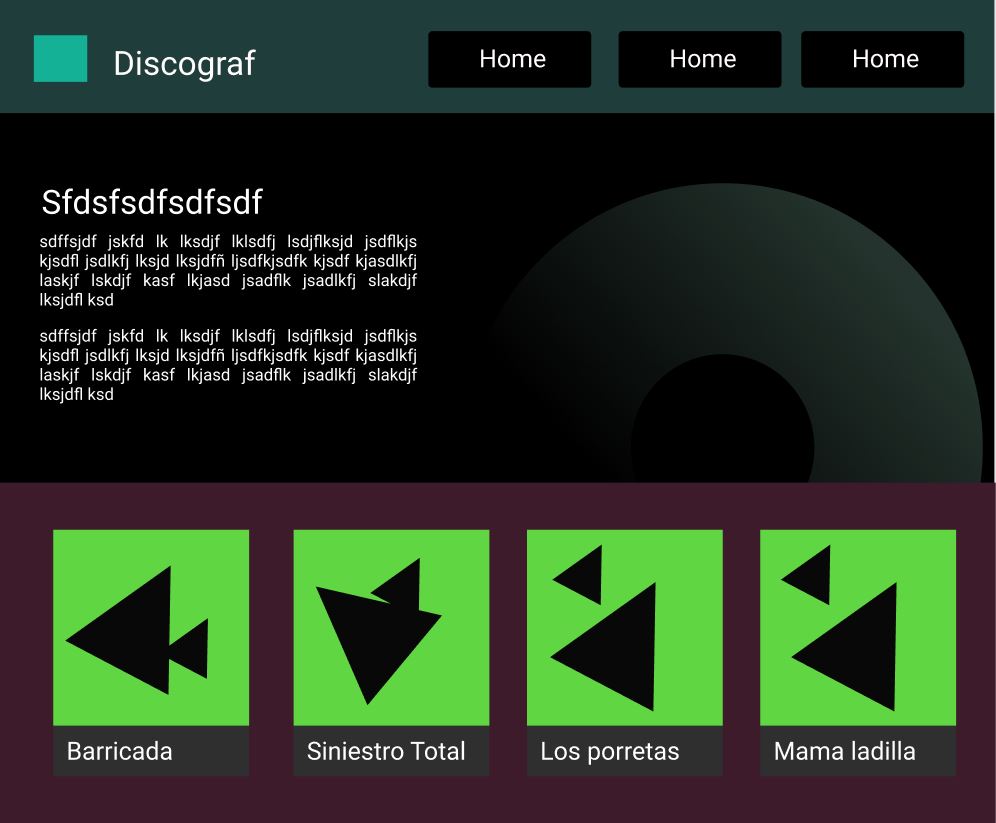 Discograf
Home
Home
Home
Sfdsfsdfsdfsdf
sdffsjdf jskfd lk lksdjf lklsdfj lsdjflksjd jsdflkjs
kjsdfl jsdlkfj lksjd lksjdfñ ljsdfkjsdfk kjsdf kjasdlkfj
laskjf lskdjf kasf lkjasd jsadflk jsadlkfj slakdjf
lksjdfl ksd
sdffsjdf jskfd lk lksdjf lklsdfj lsdjflksjd jsdflkjs
kjsdfl jsdlkfj lksjd lksjdfñ ljsdfkjsdfk kjsdf kjasdlkfj
laskjf lskdjf kasf lkjasd jsadflk jsadlkfj slakdjf
lksjdfl ksd
Barricada
Siniestro Total
Los porretas
Mama ladilla